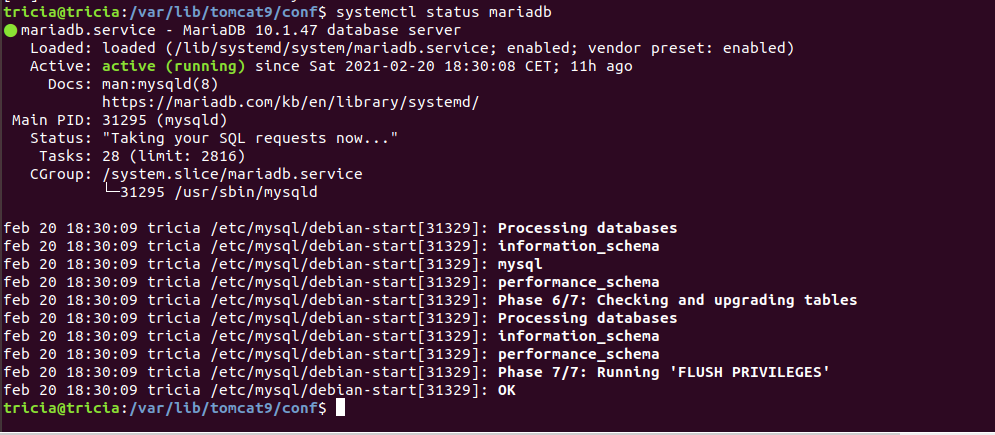 tricia@tricia:/var/lib/tomcat9/conf$ systemctl status mariadb
● mariadb.service - MariaDB 10.1.47 database server
   Loaded: loaded (/lib/systemd/system/mariadb.service; enabled; vendor preset: enabled)
   Active: active (running) since Sat 2021-02-20 18:30:08 CET; 11h ago
     Docs: man:mysqld(8)
           https://mariadb.com/kb/en/library/systemd/
 Main PID: 31295 (mysqld)
   Status: "Taking your SQL requests now..."
    Tasks: 28 (limit: 2816)
   CGroup: /system.slice/mariadb.service
           └─31295 /usr/sbin/mysqld
feb 20 18:30:09 tricia /etc/mysql/debian-start[31329]: Processing databases
feb 20 18:30:09 tricia /etc/mysql/debian-start[31329]: information_schema
feb 20 18:30:09 tricia /etc/mysql/debian-start[31329]: mysql
feb 20 18:30:09 tricia /etc/mysql/debian-start[31329]: performance_schema
feb 20 18:30:09 tricia /etc/mysql/debian-start[31329]: Phase 6/7: Checking and upgrading tables
feb 20 18:30:09 tricia /etc/mysql/debian-start[31329]: Processing databases
feb 20 18:30:09 tricia /etc/mysql/debian-start[31329]: information_schema
feb 20 18:30:09 tricia /etc/mysql/debian-start[31329]: performance_schema
feb 20 18:30:09 tricia /etc/mysql/debian-start[31329]: Phase 7/7: Running 'FLUSH PRIVILEGES'
feb 20 18:30:09 tricia /etc/mysql/debian-start[31329]: OK
tricia@tricia:/var/lib/tomcat9/conf$